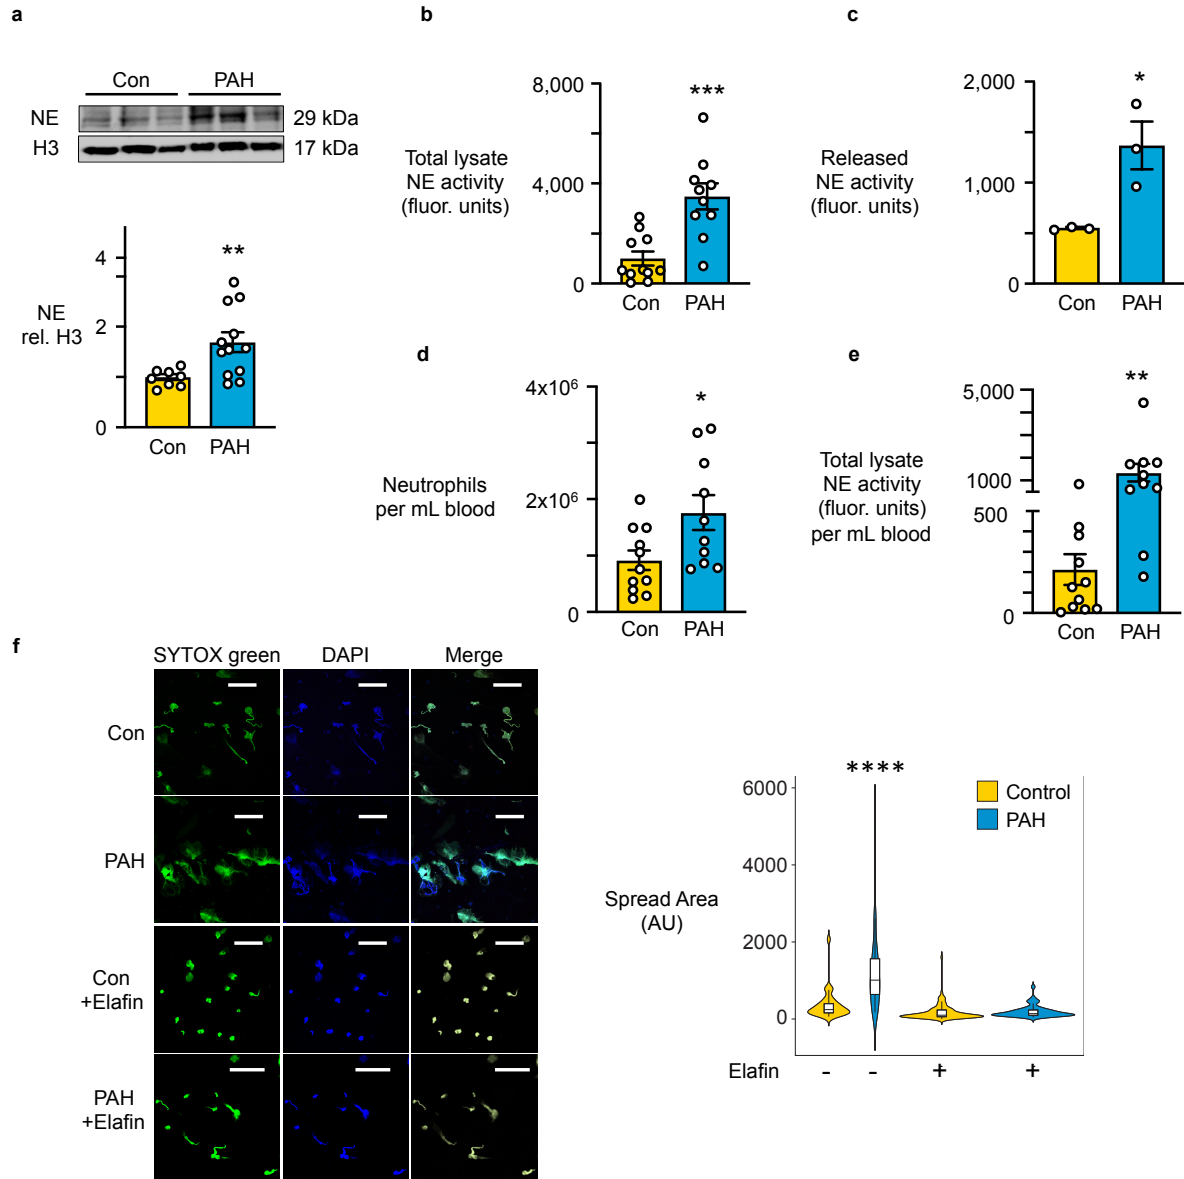 a
Con PAH
NE 29 kDa
H3 17 kDa
**
4
2
0
NE
rel. H3
Con PAH
b
8,000
4,000
0
***
Total lysate
NE activity
(fluor. units)
Con PAH
c
2,000
1,000
0
*
Released
NE activity
(fluor. units)
Con PAH
d
4x10⁶
2x10⁶
0
*
Neutrophils
per mL blood
Con PAH
e
5,000
1000
500
0
**
Total lysate
NE activity
(fluor. units)
per mL blood
Con PAH
f
SYTOX green DAPI Merge
Con
PAH
Con
+Elafin
PAH
+Elafin
****
6000
4000
2000
0
Spread Area
(AU)
Control
PAH
Elafin - - + +